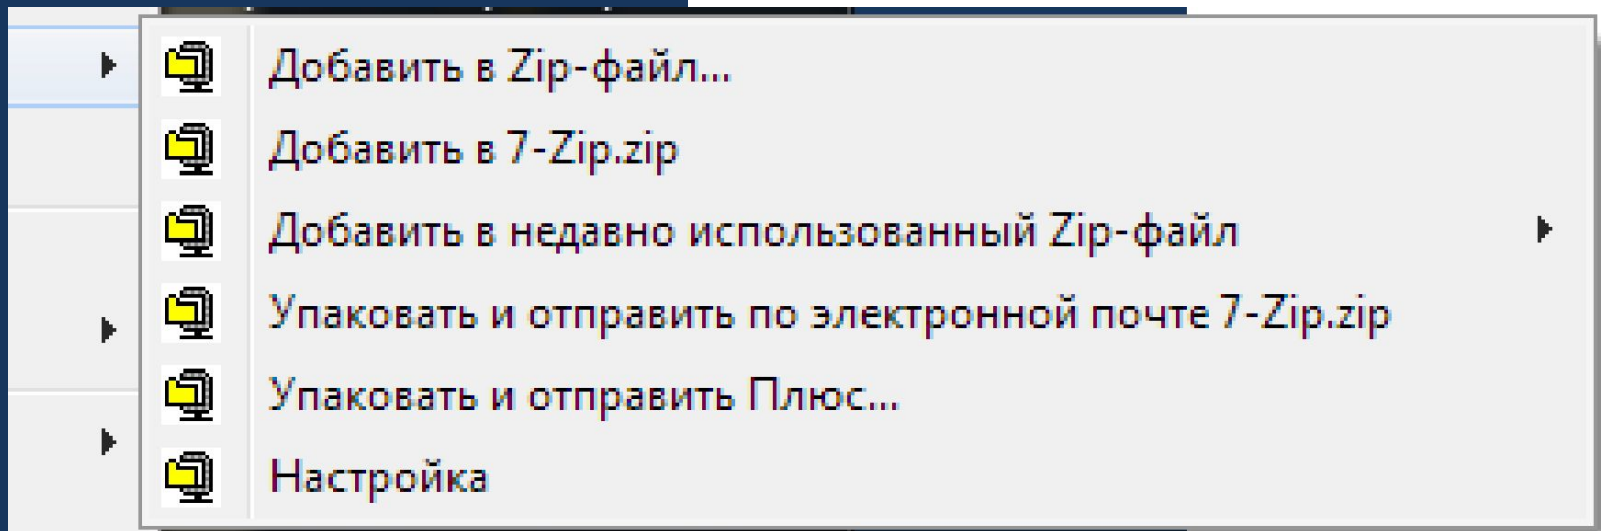 Добавить в Zip-файл...
Добавить в 7-Zip.zip
Добавить в недавно использованный Zip-файл
Упаковать и отправить по электронной почте 7-Zip.zip
Упаковать и отправить Плюс...
Настройка